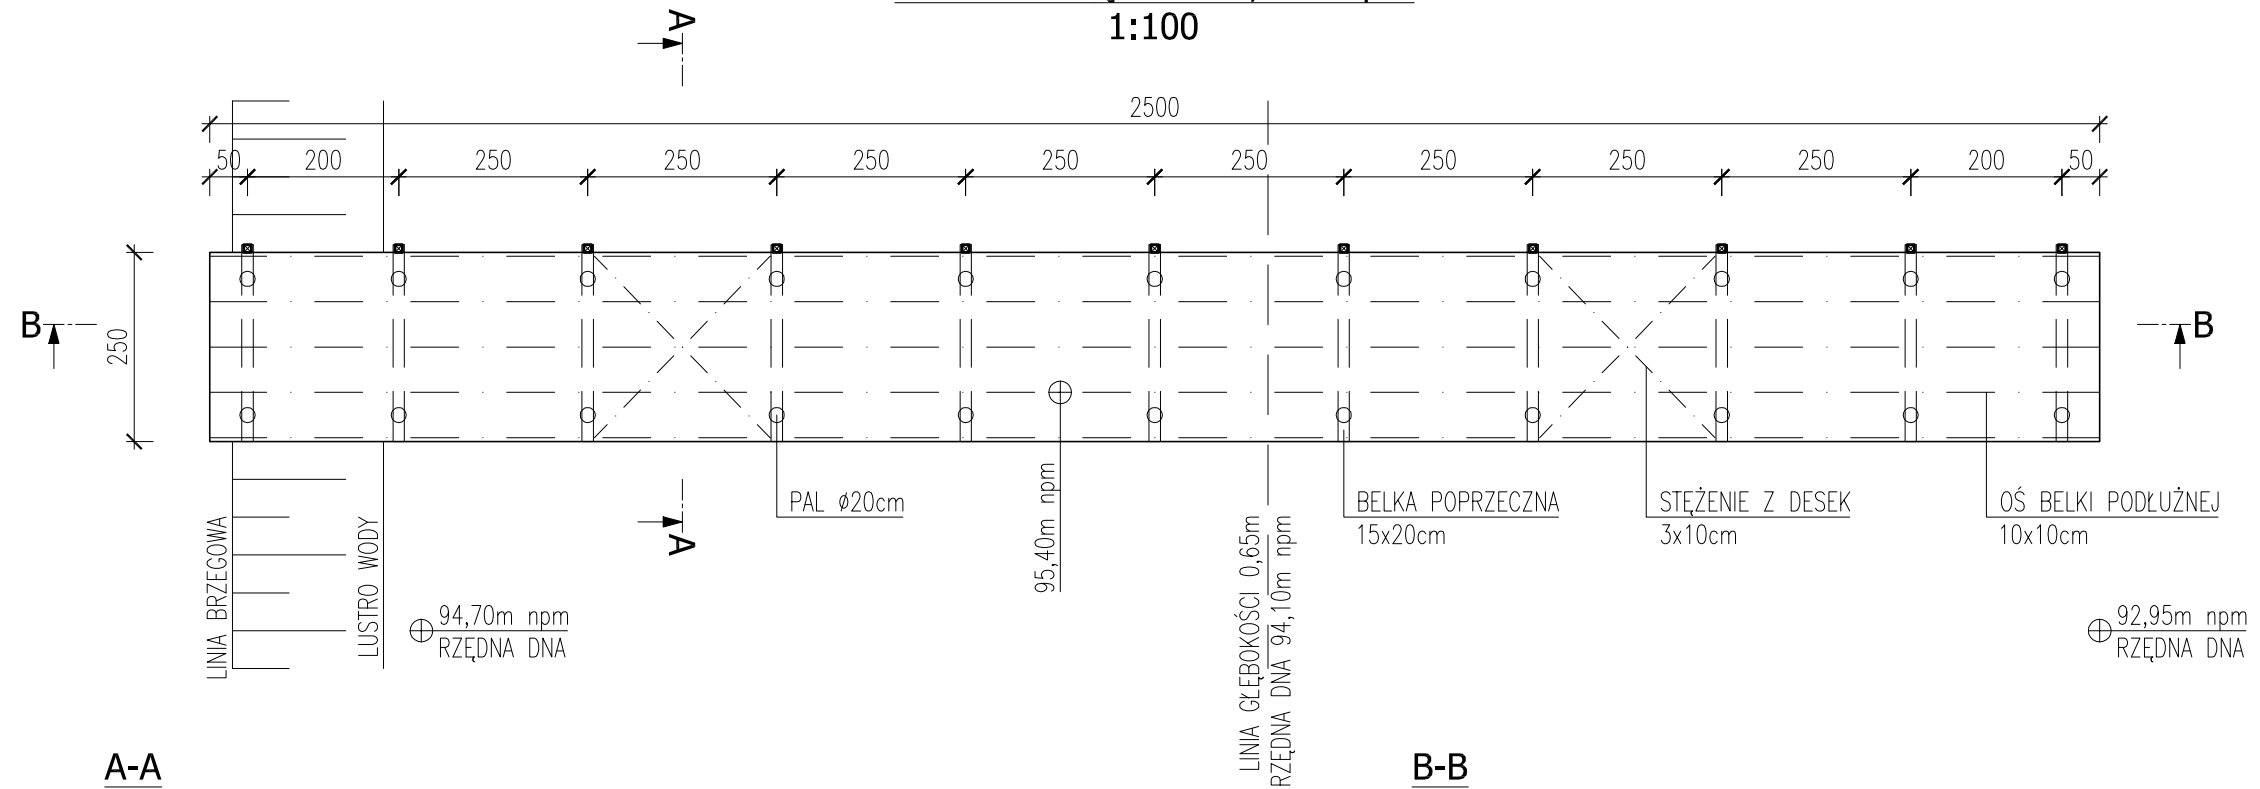 1:100
A
2500
50 200 250 250 250 250 250 250 250 250 200 50
B
250
B
PAL ø20cm
95,40m npm
BELKA POPRZECZNA
15x20cm
STĘŻENIE Z DESEK
3x10cm
OŚ BELKI PODŁUŻNEJ
10x10cm
A
LINIA BRZEGOWA
LUSTRO WODY
94,70m npm
RZĘDNA DNA
LINIA GŁĘBOKOŚCI 0,65m
RZĘDNA DNA 94,10m npm
92,95m npm
RZĘDNA DNA
A-A
B-B